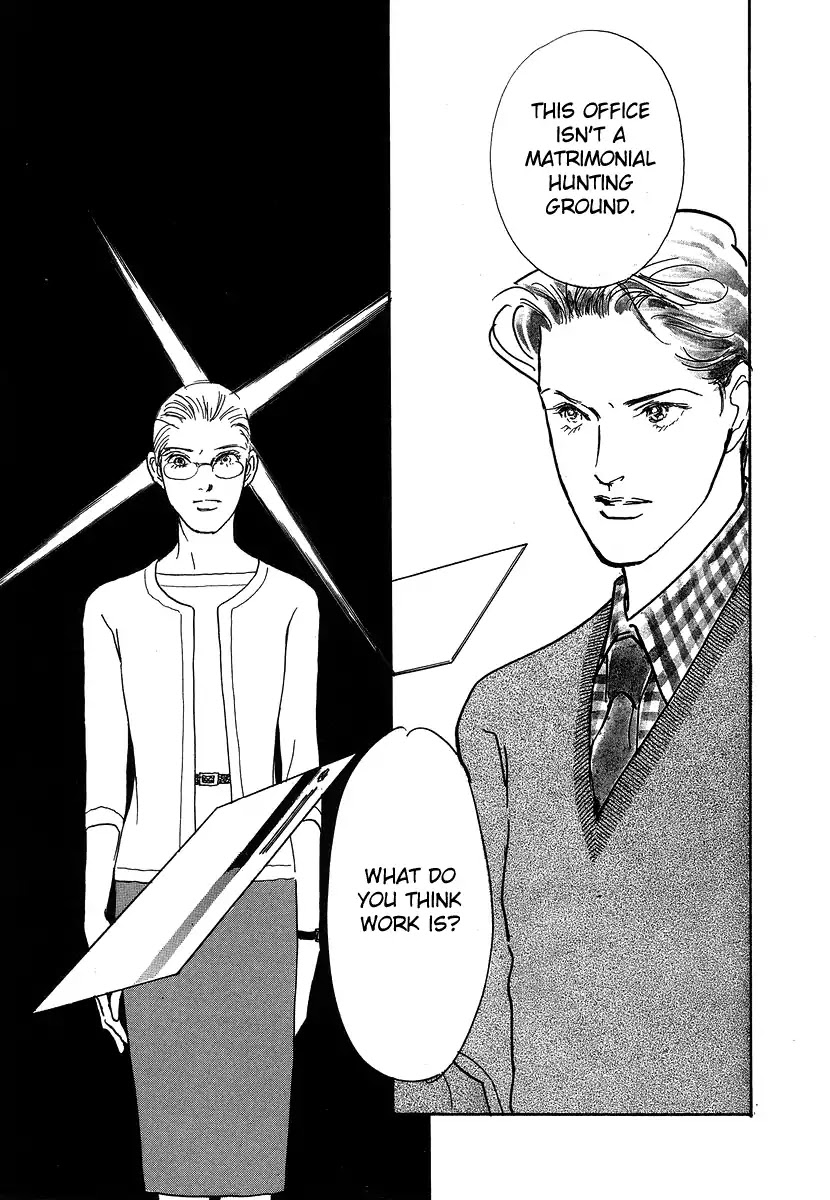 THIS OFFICE
ISN'T A
MATRIMONIAL
HUNTING
GROUND.
WHAT DO
YOU THINK
WORK IS?